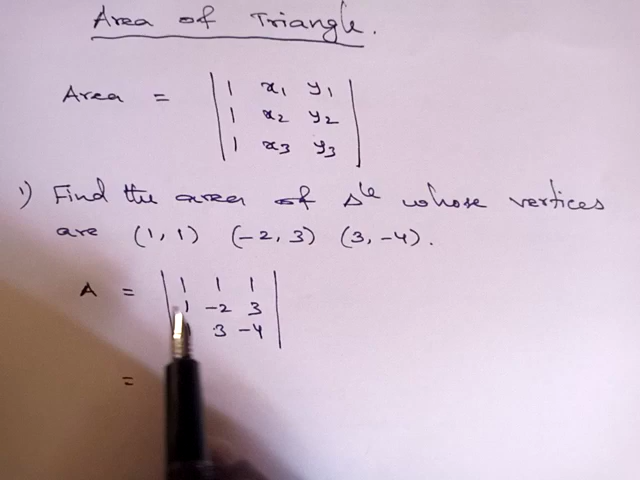 Area of Triangle.
Area = | 1 x1 y1 |
| 1 x2 y2 |
| 1 x3 y3 |
1) Find the area of Δle whose vertices
are (1, 1) (-2, 3) (3, -4).
A = | 1 1 1 |
| 1 -2 3 |
| 3 -4 |
=